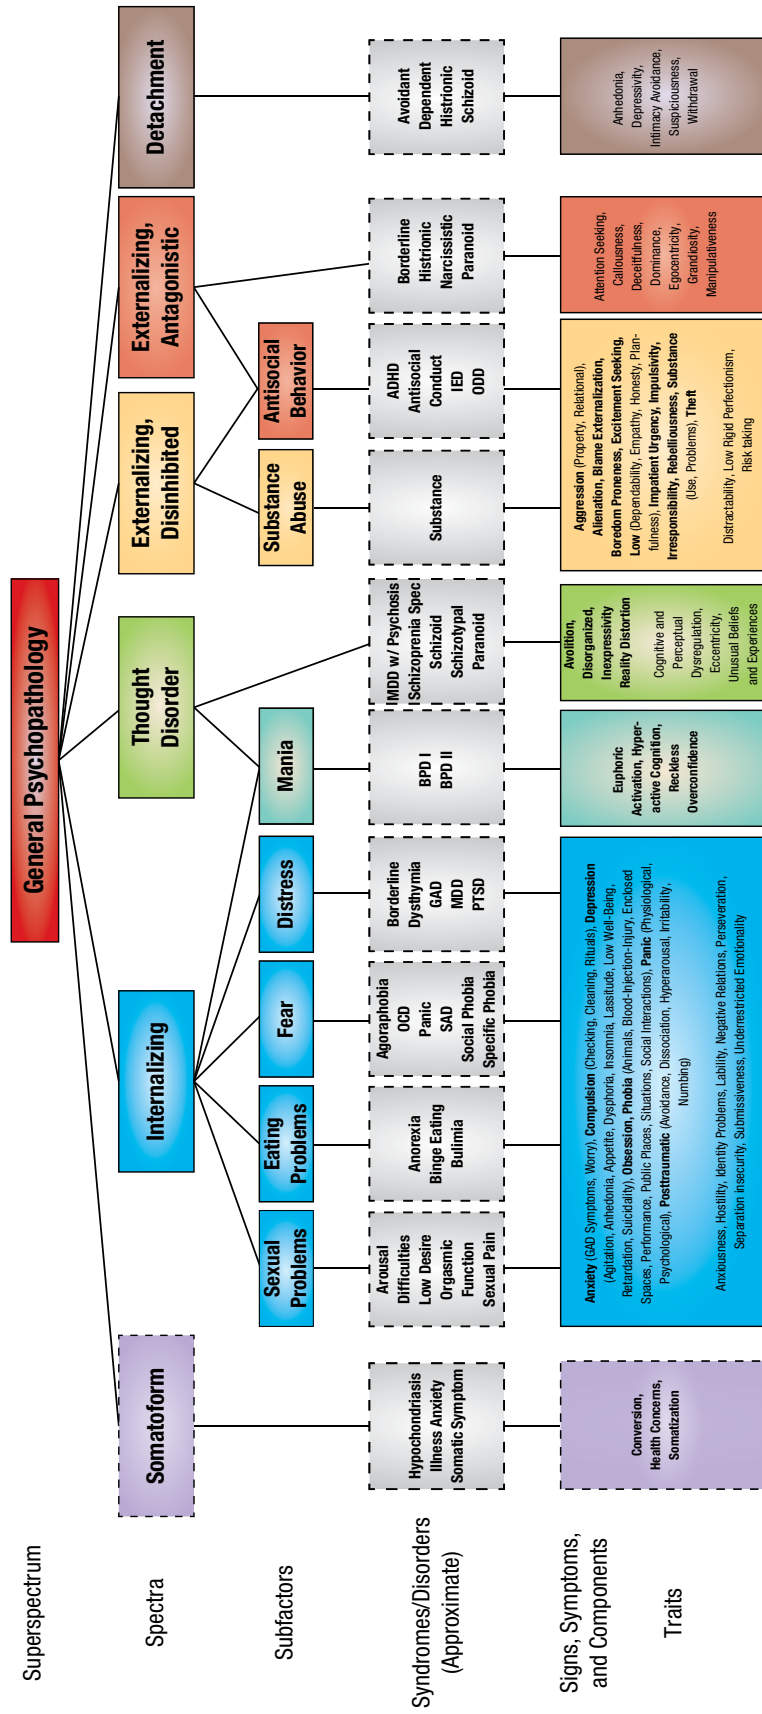 Superspectrum
General Psychopathology
Spectra
Somatoform
Internalizing
Thought
Disorder
Externalizing,
Disinhibited
Externalizing,
Antagonistic
Detachment
Subfactors
Sexual
Problems
Eating
Problems
Fear
Distress
Mania
Substance
Abuse
Antisocial
Behavior
Syndromes/Disorders
(Approximate)
Hypochondriasis
Illness Anxiety
Somatic Symptom
Arousal
Difficulties
Low Desire
Orgasmic
Function
Sexual Pain
Anorexia
Binge Eating
Bulimia
Agoraphobia
OCD
Panic
SAD
Social Phobia
Specific Phobia
Borderline
Dysthymia
GAD
MDD
PTSD
BPD I
BPD II
MDD w/ Psychosis
Schizoprenia Spec
Schizoid
Schizotypal
Paranoid
Substance
ADHD
Antisocial
Conduct
IED
ODD
Borderline
Histrionic
Narcissistic
Paranoid
Avoidant
Dependent
Histrionic
Schizoid
Signs, Symptoms,
and Components
Traits
Conversion,
Health Concerns,
Somatization
Anxiety (GAD Symptoms, Worry), Compulsion (Checking, Cleaning, Rituals), Depression
(Agitation, Anhedonia, Appetite, Dysphoria, Insomnia, Lassitude, Low Well-Being,
Retardation, Suicidality), Obsession, Phobia (Animals, Blood-Injection-Injury, Enclosed
Spaces, Performance, Public Places, Situations, Social Interactions), Panic (Physiological,
Psychological), Posttraumatic (Avoidance, Dissociation, Hyperarousal, Irritability,
Numbing)
Anxiousness, Hostility, Identity Problems, Lability, Negative Relations, Perseveration,
Separation insecurity, Submissiveness, Underrestricted Emotionality
Euphoric
Activation, Hyper-
active Cognition,
Reckless
Overconfidence
Avolition,
Disorganized,
Inexpressivity
Reality Distortion
Cognitive and
Perceptual
Dysregulation,
Eccentricity,
Unusual Beliefs
and Experiences
Aggression (Property, Relational),
Alienation, Blame Externalization,
Boredom Proneness, Excitement Seeking,
Low (Dependability, Empathy, Honesty, Plan-
fulness), Impatient Urgency, Impulsivity,
Irresponsibility, Rebelliousness, Substance
(Use, Problems), Theft
Distractability, Low Rigid Perfectionism,
Risk taking
Attention Seeking,
Callousness,
Deceitfulness,
Dominance,
Egocentricity,
Grandiosity,
Manipulativeness
Anhedonia,
Depressivity,
Intimacy Avoidance,
Suspiciousness,
Withdrawal